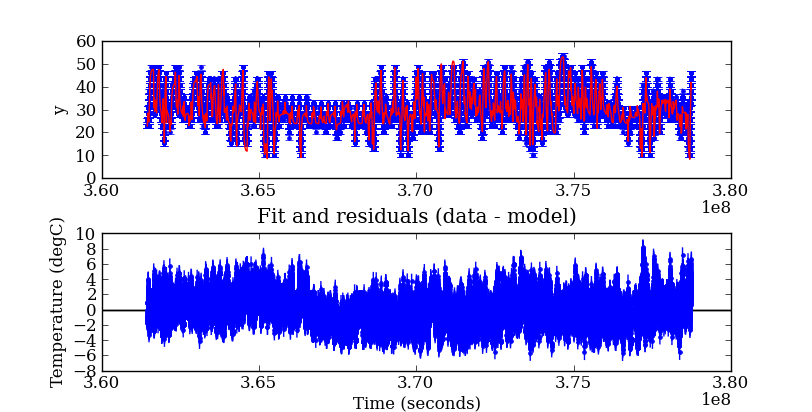 60
50
40
30
20
10
0
y
3.60 3.65 3.70 3.75 3.80
1e8
Fit and residuals (data - model)
10
8
6
4
2
0
−2
−4
−6
−8
Temperature (degC)
3.60 3.65 3.70 3.75 3.80
1e8
Time (seconds)